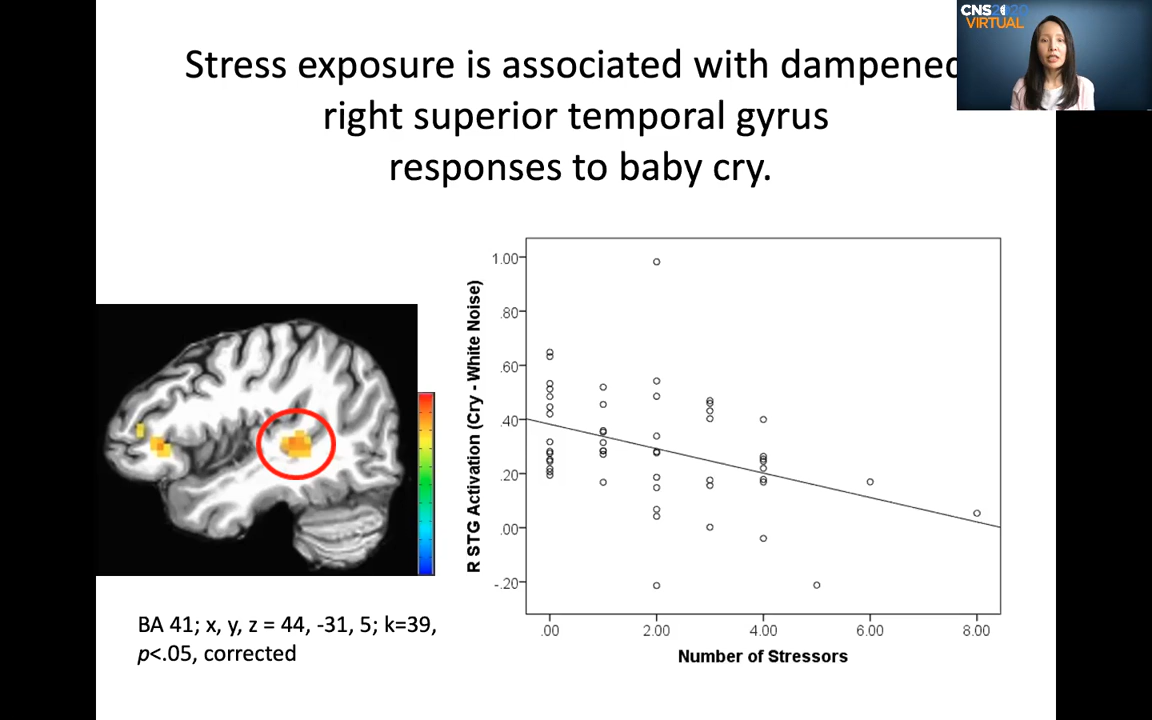 CNS2020
VIRTUAL
Stress exposure is associated with dampened
right superior temporal gyrus
responses to baby cry.
R STG Activation (Cry - White Noise)
1.00
.80
.60
.40
.20
.00
-.20
.00 2.00 4.00 6.00 8.00
Number of Stressors
BA 41; x, y, z = 44, -31, 5; k=39,
p<.05, corrected